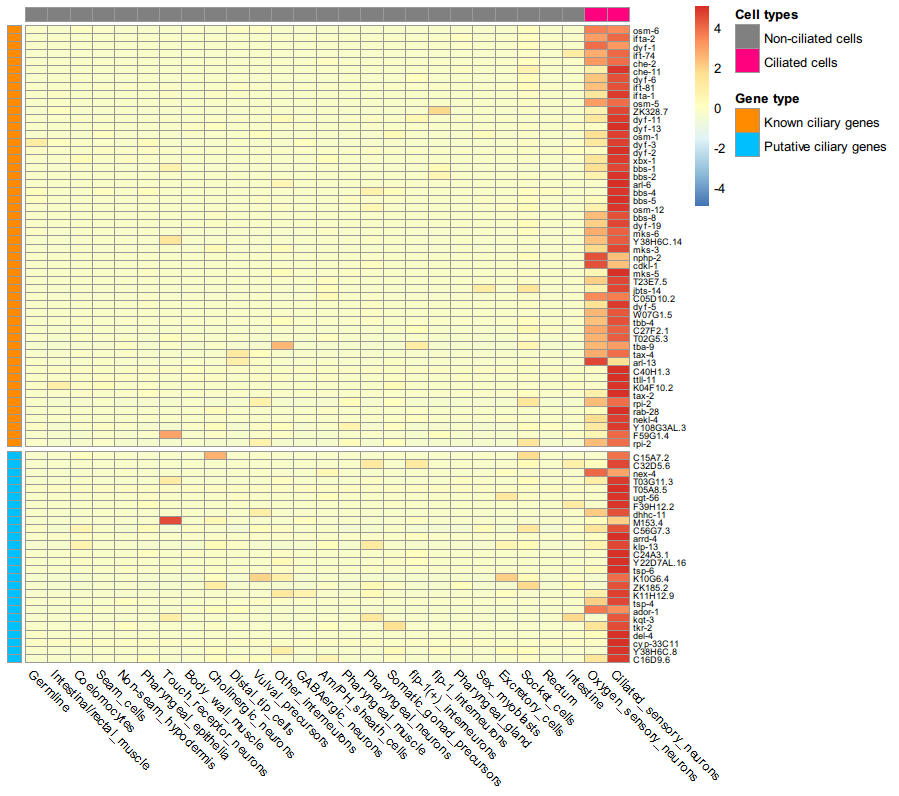 Cell types
Non-ciliated cells
Ciliated cells
Gene type
Known ciliary genes
Putative ciliary genes
4
2
0
-2
-4
osm-6
ifta-2
dyf-1
ift-74
che-2
che-11
dyf-6
ift-81
ifta-1
osm-5
ZK328.7
dyf-11
dyf-13
osm-1
dyf-3
dyf-2
xbx-1
bbs-1
bbs-2
arl-6
bbs-4
bbs-5
osm-12
bbs-8
dyf-19
mks-6
Y38H6C.14
mks-3
nphp-2
cdkl-1
mks-5
T23E7.5
jbts-14
C05D10.2
dyf-5
W07G1.5
tbb-4
C27F2.1
T02G5.3
tba-9
tax-4
arl-13
C40H1.3
ttll-11
K04F10.2
tax-2
rpi-2
rab-28
nekl-4
Y108G3AL.3
F59G1.4
rpi-2
C15A7.2
C32D5.6
nex-4
T03G11.3
T05A8.5
ugt-56
F39H12.2
dhhc-11
M153.4
C56G7.3
arrd-4
klp-13
C24A3.1
Y22D7AL.16
tsp-6
K10G6.4
ZK185.2
K11H12.9
tsp-4
ador-1
kqt-3
tkr-2
del-4
cyp-33C11
Y38H6C.8
C16D9.6
Germline
Intestinal/rectal_muscle
Coelomocytes
Seam_cells
Non-seam_hypodermis
Pharyngeal_epithelia
Touch_receptor_neurons
Body_wall_muscle
Cholinergic_neurons
Distal_tip_cells
Vulval_precursors
Other_interneurons
GABAergic_neurons
Am/PH_sheath_cells
Pharyngeal_muscle
Pharyngeal_neurons
Somatic_gonad_precursors
flp-1(+)_interneurons
flp-1_interneurons
Pharyngeal_gland
Sex_myoblasts
Excretory_cells
Socket_cells
Rectum
Intestine
Oxygen_sensory_neurons
Ciliated_sensory_neurons